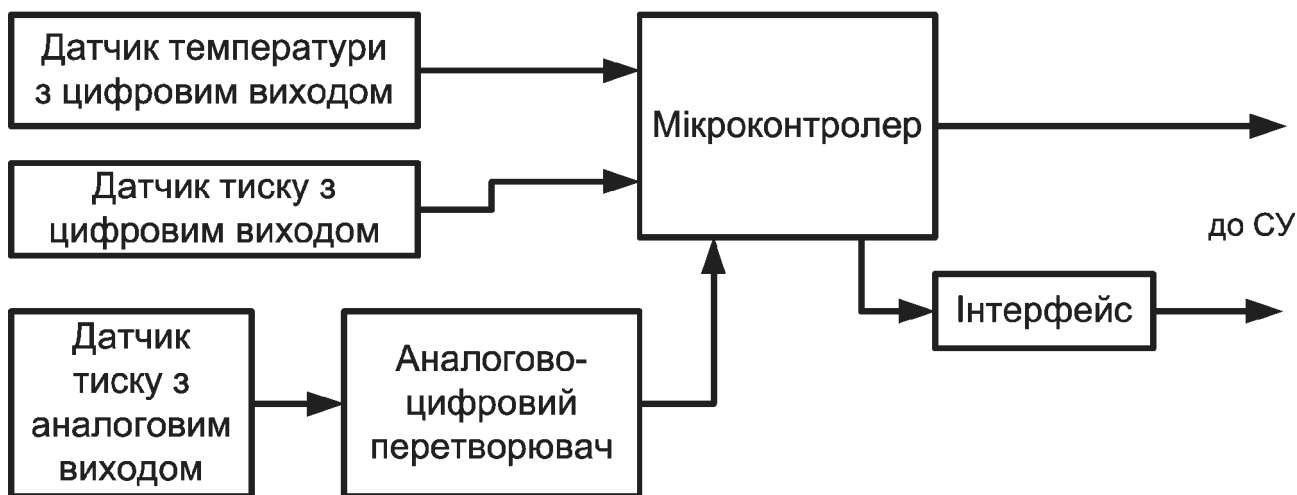 Датчик температури
з цифровим виходом
Мікроконтролер
Датчик тиску з
цифровим виходом
до СУ
Інтерфейс
Датчик
тиску з
аналоговим
виходом
Аналогово-
цифровий
перетворювач